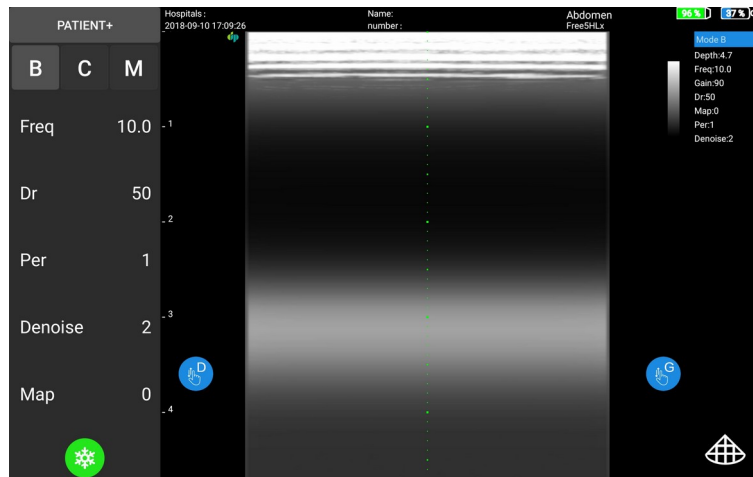 PATIENT+
B C M
Freq 10.0
Dr 50
Per 1
Denoise 2
Map 0
Hospitals :
2018-09-10 17:09:26
Name:
number :
Abdomen
Free5HLx
dp
1
2
3
4
D
G
96 %
37 %
Mode B
Depth:4.7
Freq:10.0
Gain:90
Dr:50
Map:0
Per:1
Denoise:2